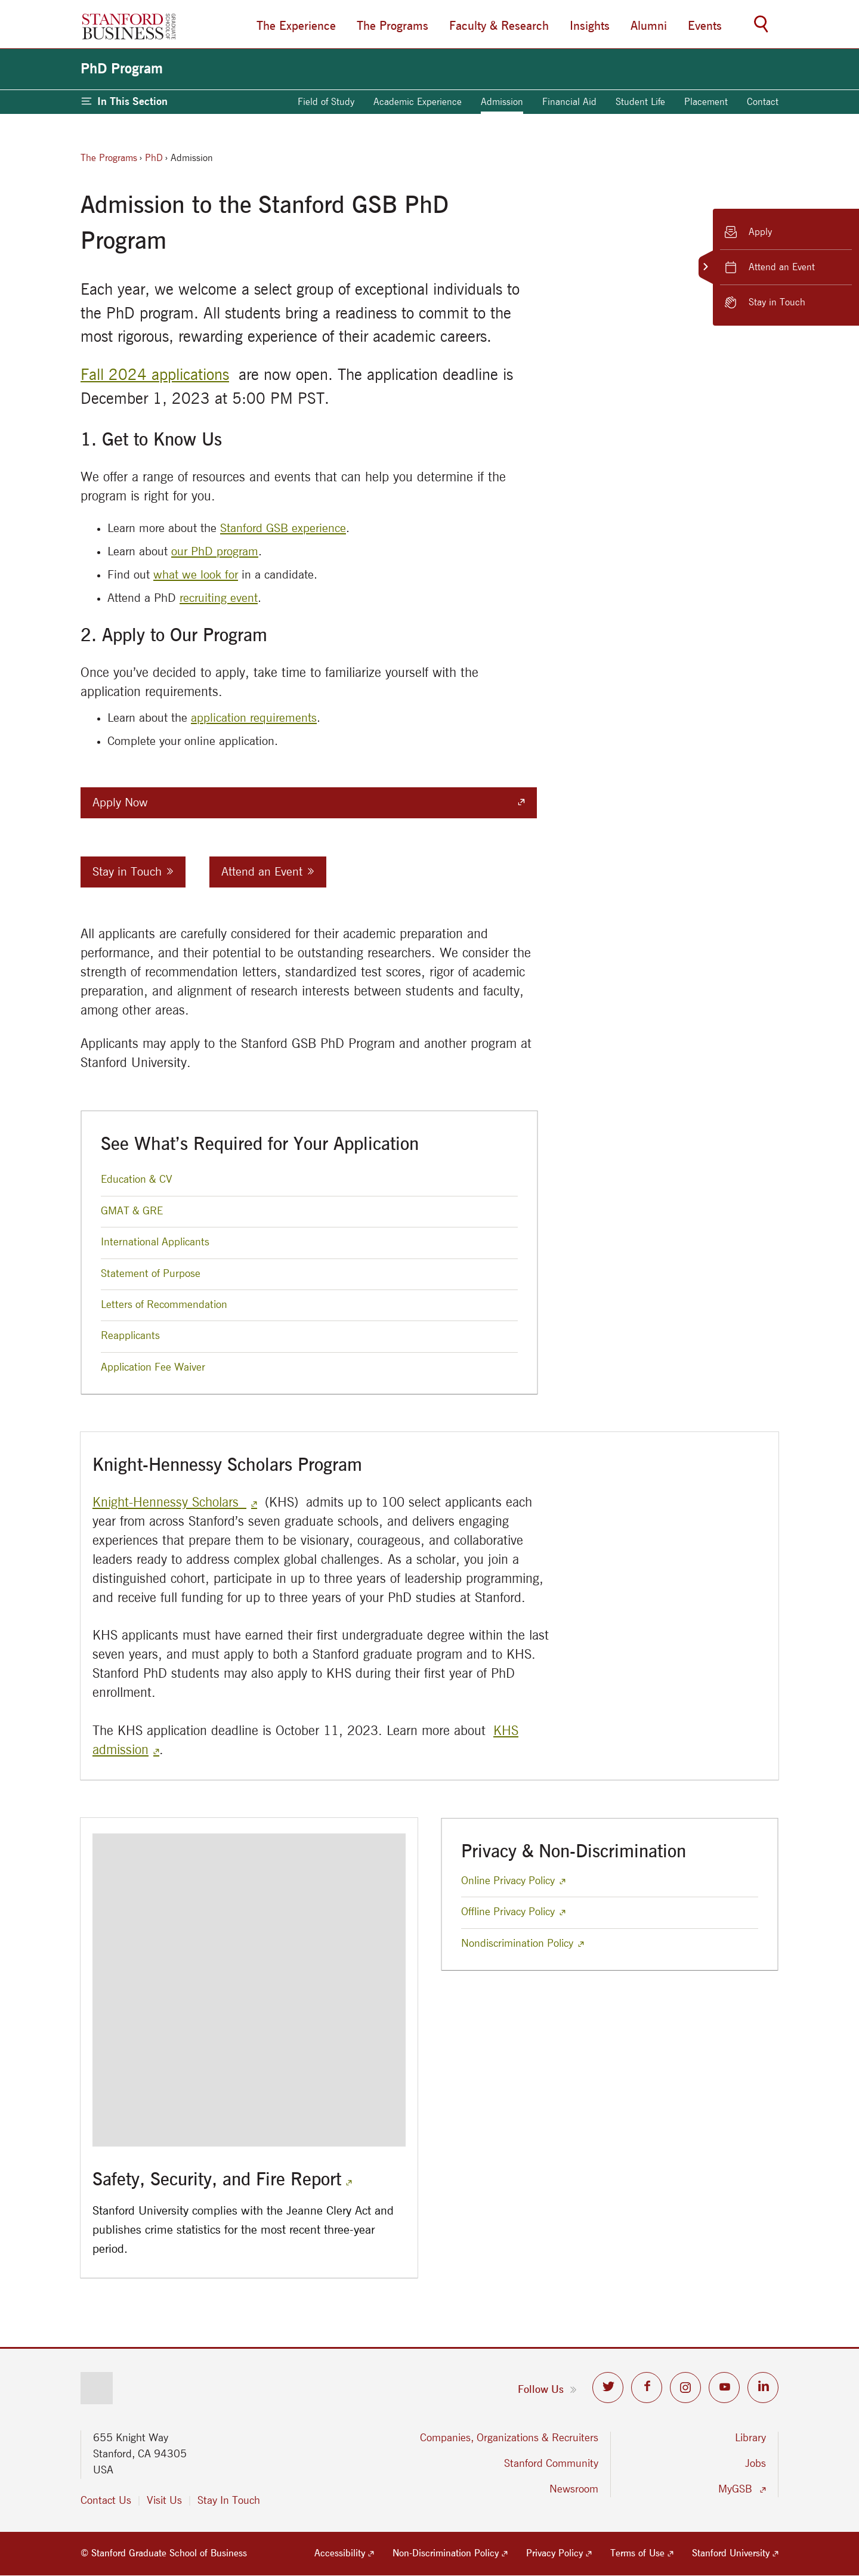 STANFORD
BUSINESS
GRADUATE
SCHOOL OF
BUSINESS
The Experience The Programs Faculty & Research Insights Alumni Events
PhD Program
In This Section Field of Study Academic Experience Admission Financial Aid Student Life Placement Contact
The Programs › PhD › Admission
Admission to the Stanford GSB PhD
Program
Apply
Attend an Event
Stay in Touch
Each year, we welcome a select group of exceptional individuals to
the PhD program. All students bring a readiness to commit to the
most rigorous, rewarding experience of their academic careers.
Fall 2024 applications are now open. The application deadline is
December 1, 2023 at 5:00 PM PST.
1. Get to Know Us
We offer a range of resources and events that can help you determine if the
program is right for you.
• Learn more about the Stanford GSB experience.
• Learn about our PhD program.
• Find out what we look for in a candidate.
• Attend a PhD recruiting event.
2. Apply to Our Program
Once you've decided to apply, take time to familiarize yourself with the
application requirements.
• Learn about the application requirements.
• Complete your online application.
Apply Now
Stay in Touch » Attend an Event »
All applicants are carefully considered for their academic preparation and
performance, and their potential to be outstanding researchers. We consider the
strength of recommendation letters, standardized test scores, rigor of academic
preparation, and alignment of research interests between students and faculty,
among other areas.
Applicants may apply to the Stanford GSB PhD Program and another program at
Stanford University.
See What's Required for Your Application
Education & CV
GMAT & GRE
International Applicants
Statement of Purpose
Letters of Recommendation
Reapplicants
Application Fee Waiver
Knight-Hennessy Scholars Program
Knight-Hennessy Scholars (KHS) admits up to 100 select applicants each
year from across Stanford's seven graduate schools, and delivers engaging
experiences that prepare them to be visionary, courageous, and collaborative
leaders ready to address complex global challenges. As a scholar, you join a
distinguished cohort, participate in up to three years of leadership programming,
and receive full funding for up to three years of your PhD studies at Stanford.
KHS applicants must have earned their first undergraduate degree within the last
seven years, and must apply to both a Stanford graduate program and to KHS.
Stanford PhD students may also apply to KHS during their first year of PhD
enrollment.
The KHS application deadline is October 11, 2023. Learn more about KHS
admission.
Privacy & Non-Discrimination
Online Privacy Policy
Offline Privacy Policy
Nondiscrimination Policy
Safety, Security, and Fire Report
Stanford University complies with the Jeanne Clery Act and
publishes crime statistics for the most recent three-year
period.
Follow Us »
655 Knight Way
Stanford, CA 94305
USA
Contact Us Visit Us Stay In Touch
Companies, Organizations & Recruiters
Stanford Community
Newsroom
Library
Jobs
MyGSB
© Stanford Graduate School of Business Accessibility Non-Discrimination Policy Privacy Policy Terms of Use Stanford University